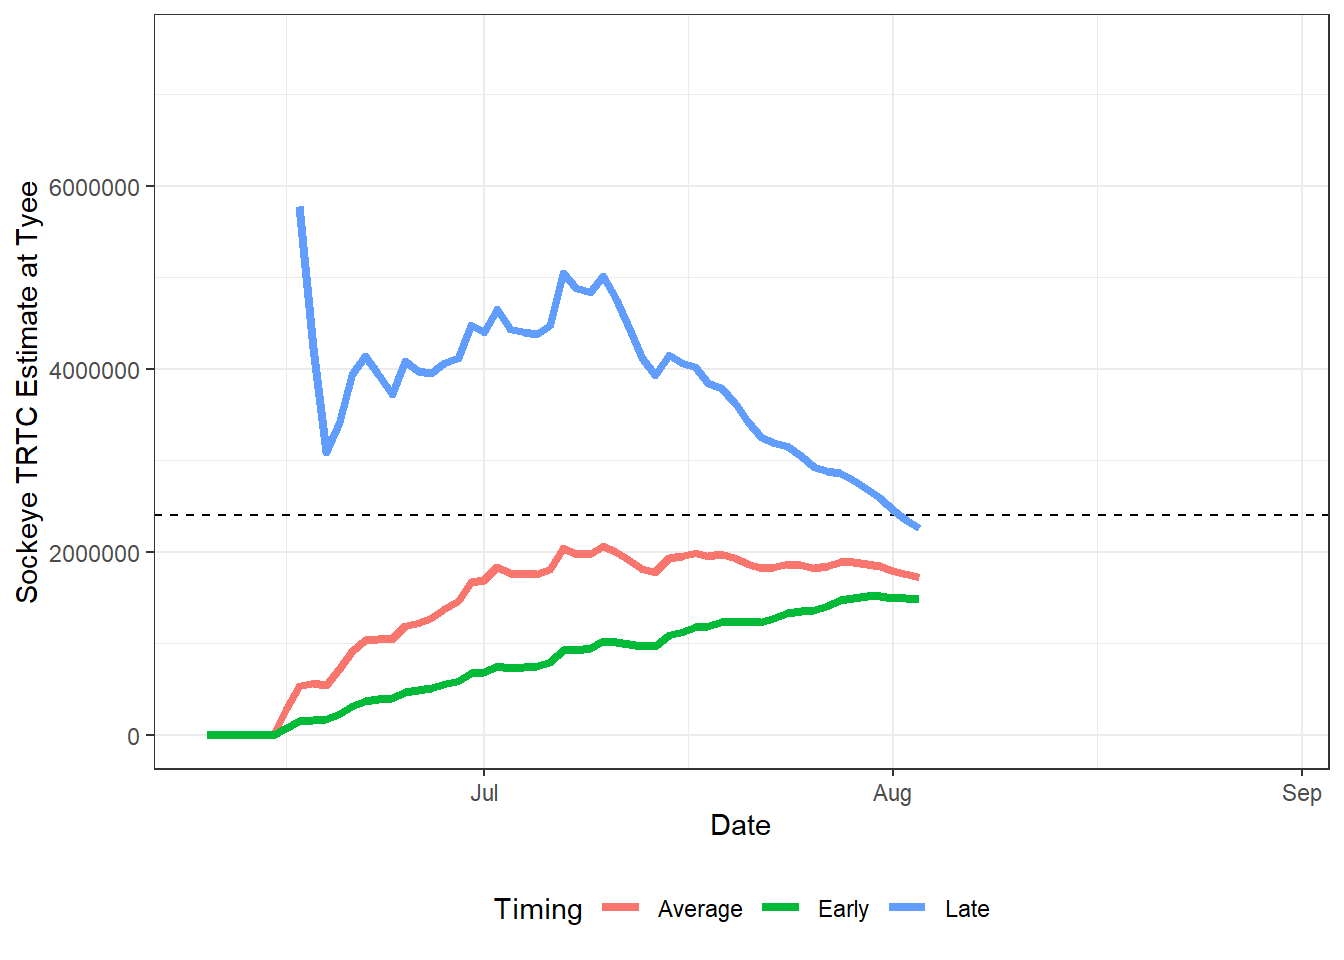 Sockeye TRTC Estimate at Tyee
6000000
4000000
2000000
0
Jul Aug Sep
Date
Timing Average Early Late